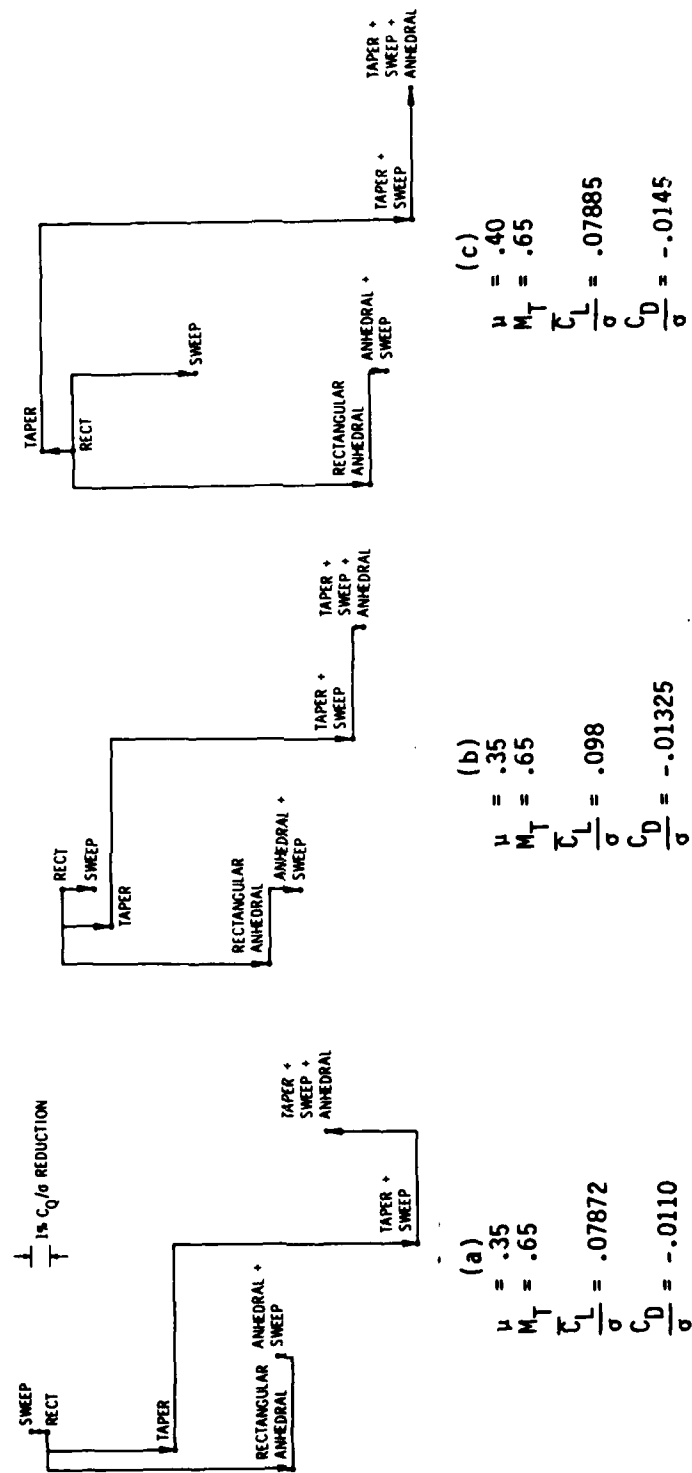 1% C_Q/σ REDUCTION
SWEEP
RECT
TAPER
RECTANGULAR
ANHEDRAL
ANHEDRAL +
SWEEP
TAPER +
SWEEP
TAPER +
SWEEP +
ANHEDRAL
(a)
μ = .35
M_T = .65
C̅_L/σ = .07872
C_D/σ = -.0110
RECT
SWEEP
TAPER
RECTANGULAR
ANHEDRAL
ANHEDRAL +
SWEEP
TAPER +
SWEEP
TAPER +
SWEEP +
ANHEDRAL
(b)
μ = .35
M_T = .65
C̅_L/σ = .098
C_D/σ = -.01325
TAPER
RECT
SWEEP
RECTANGULAR
ANHEDRAL
ANHEDRAL +
SWEEP
TAPER +
SWEEP
TAPER +
SWEEP +
ANHEDRAL
(c)
μ = .40
M_T = .65
C̅_L/σ = .07885
C_D/σ = -.0145